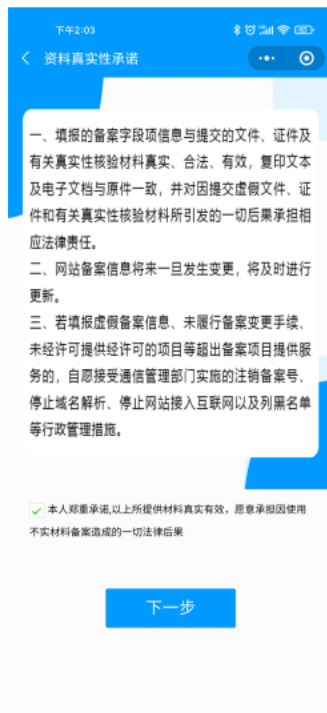 下午2:03
资料真实性承诺
一、填报的备案字段项信息与提交的文件、证件及
有关真实性核验材料真实、合法、有效，复印文本
及电子文档与原件一致，并对因提交虚假文件、证
件和有关真实性核验材料所引发的一切后果承担相
应法律责任。
二、网站备案信息将来一旦发生变更，将及时进行
更新。
三、若填报虚假备案信息、未履行备案变更手续、
未经许可提供经许可的项目等超出备案项目提供服
务的，自愿接受通信管理部门实施的注销备案号、
停止域名解析、停止网站接入互联网以及列黑名单
等行政管理措施。
本人郑重承诺,以上所提供材料真实有效，愿意承担因使用
不实材料备案造成的一切法律后果
下一步